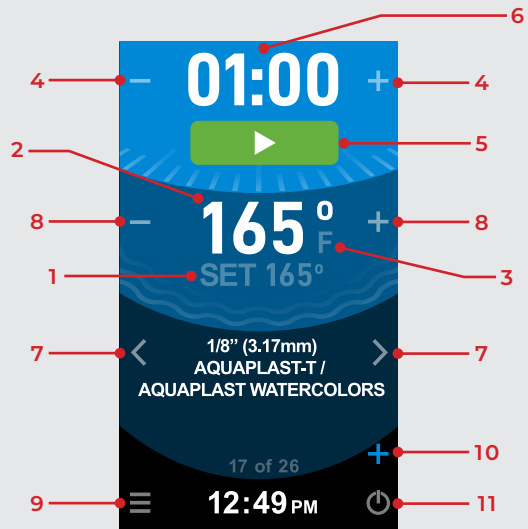 6
4 − 01:00 + 4
5
2
8 − 165° + 8
F
1 SET 165° 3
7 < 1/8” (3.17mm) > 7
AQUAPLAST-T /
AQUAPLAST WATERCOLORS
+ 10
17 of 26
9 12:49 PM 11